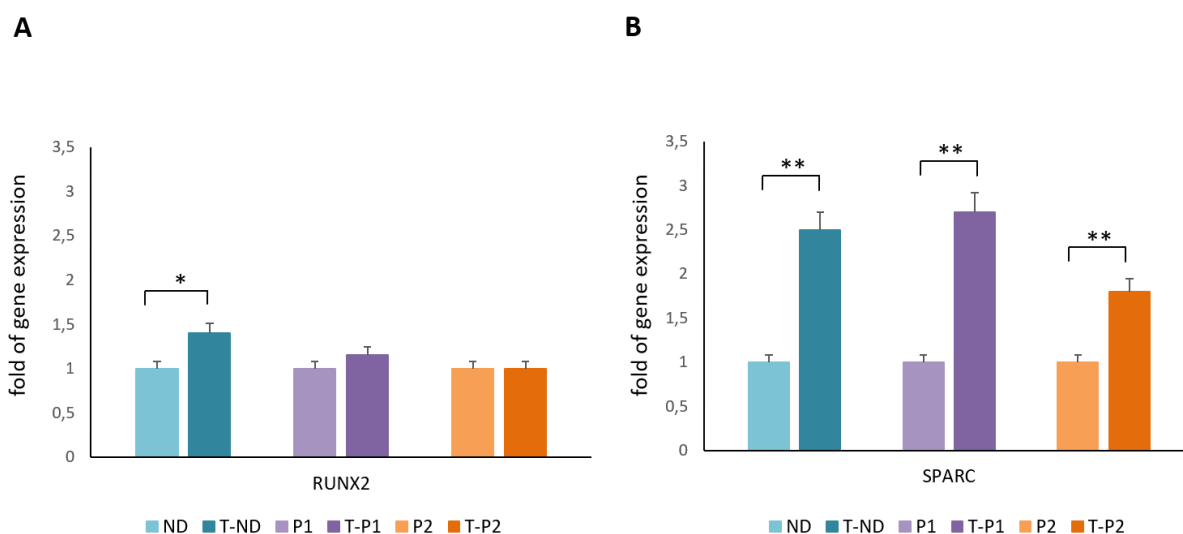 A
fold of gene expression
3,5
3
2,5
2
1,5
1
0,5
0
*
RUNX2
ND T-ND P1 T-P1 P2 T-P2
B
fold of gene expression
3,5
3
2,5
2
1,5
1
0,5
0
**
**
**
SPARC
ND T-ND P1 T-P1 P2 T-P2